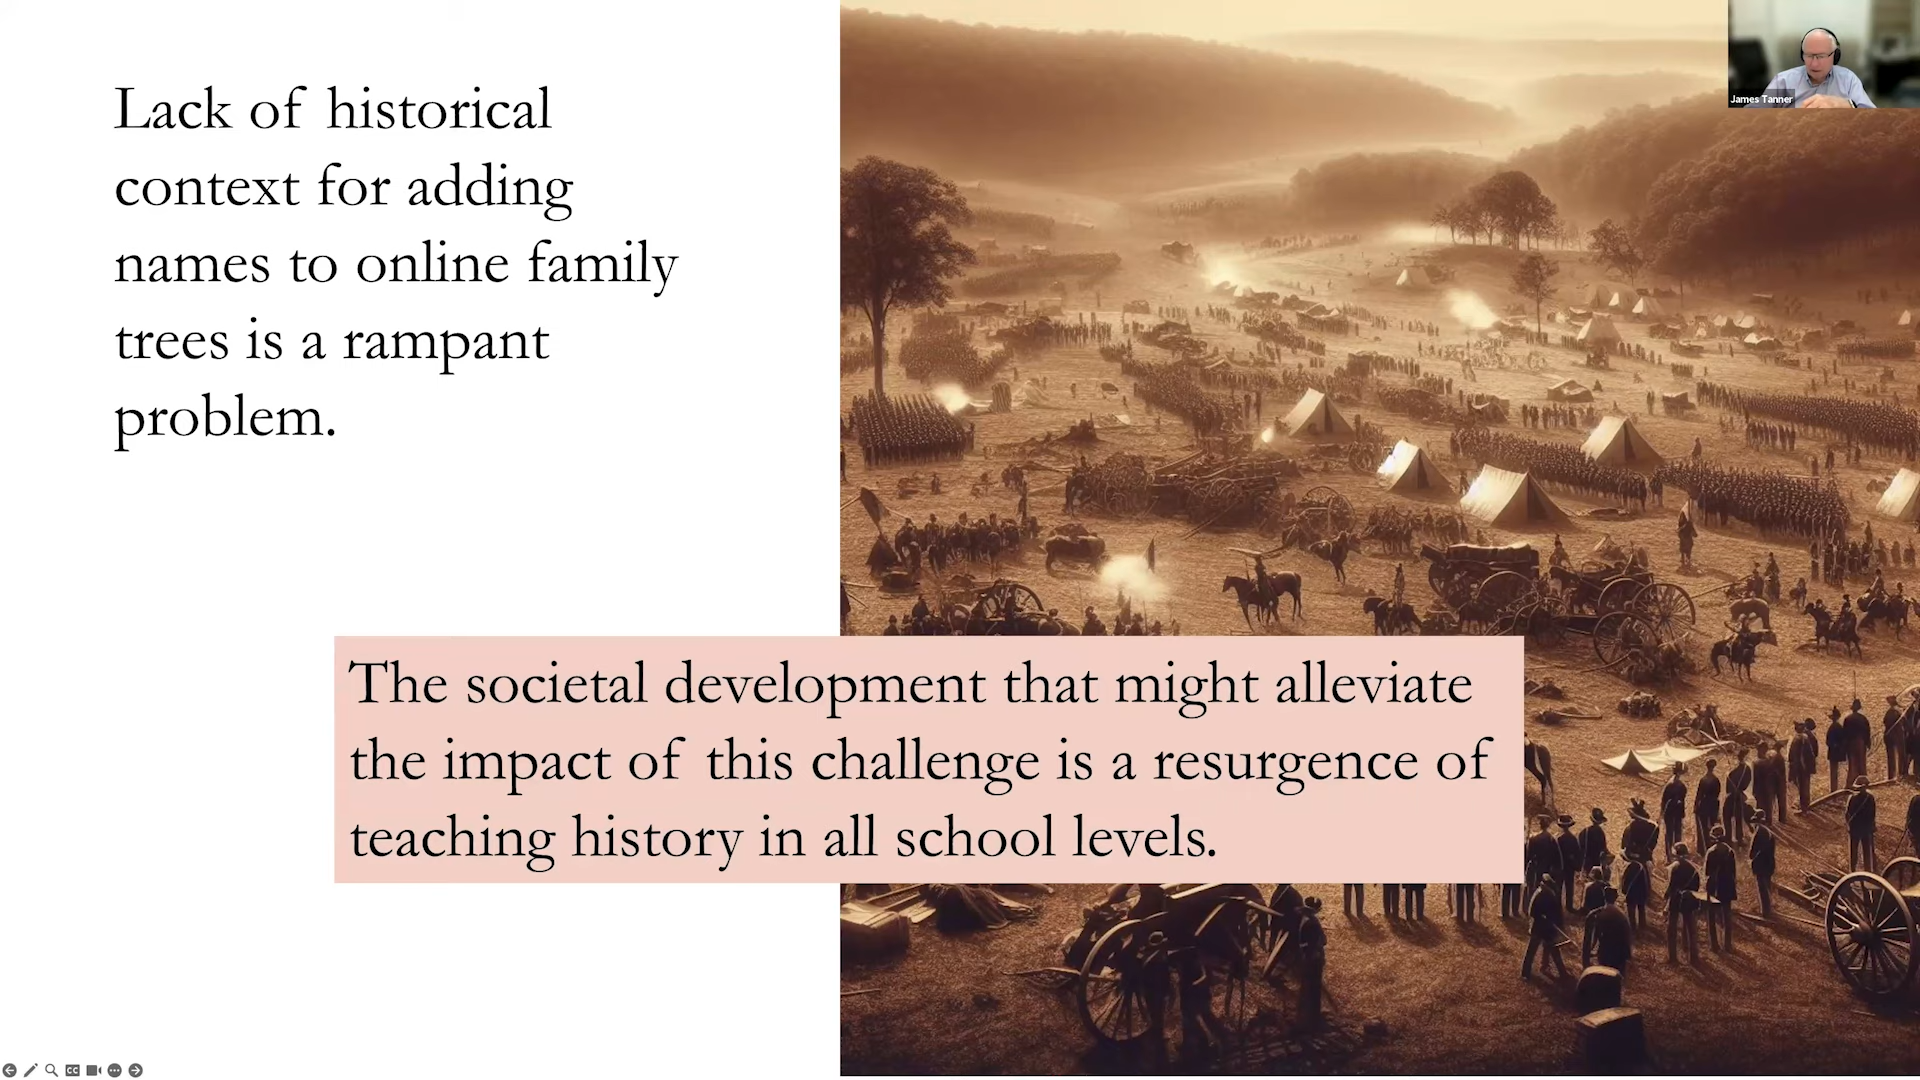 Lack of historical
context for adding
names to online family
trees is a rampant
problem.
James Tanner
The societal development that might alleviate
the impact of this challenge is a resurgence of
teaching history in all school levels.
CC